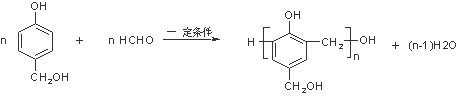 OH
n
+ n HCHO
一 定条件
CH₂OH
OH
H CH₂ OH
n
+ (n-1)H2O
CH₂OH